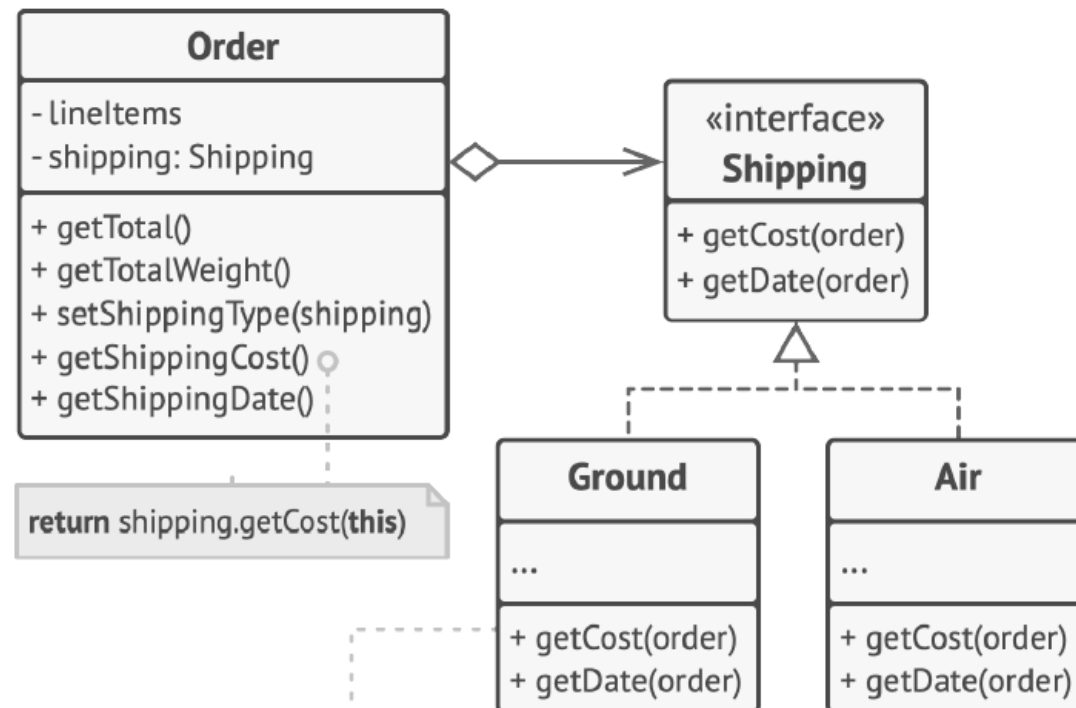 Order
- lineItems
- shipping: Shipping
+ getTotal()
+ getTotalWeight()
+ setShippingType(shipping)
+ getShippingCost()
+ getShippingDate()
return shipping.getCost(this)
«interface»
Shipping
+ getCost(order)
+ getDate(order)
Ground
...
+ getCost(order)
+ getDate(order)
Air
...
+ getCost(order)
+ getDate(order)